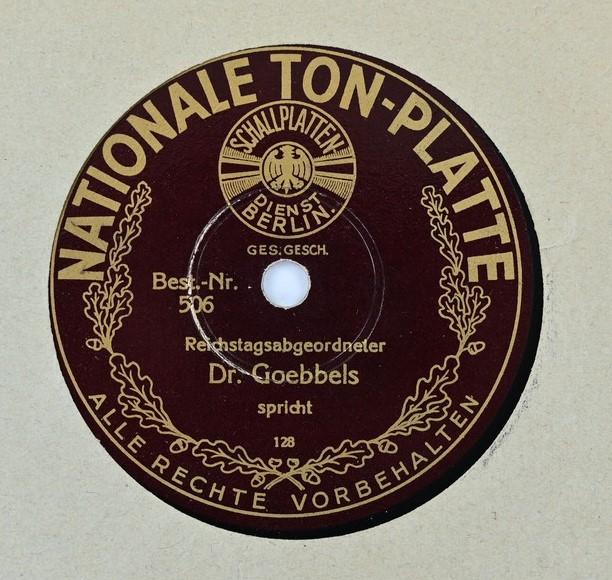 NATIONALE TON-PLATTE
SCHALLPLATTEN-
DIENST
BERLIN.
GES. GESCH.
Best.-Nr.
506
Reichstagsabgeordneter
Dr. Goebbels
spricht
128
ALLE RECHTE VORBEHALTEN